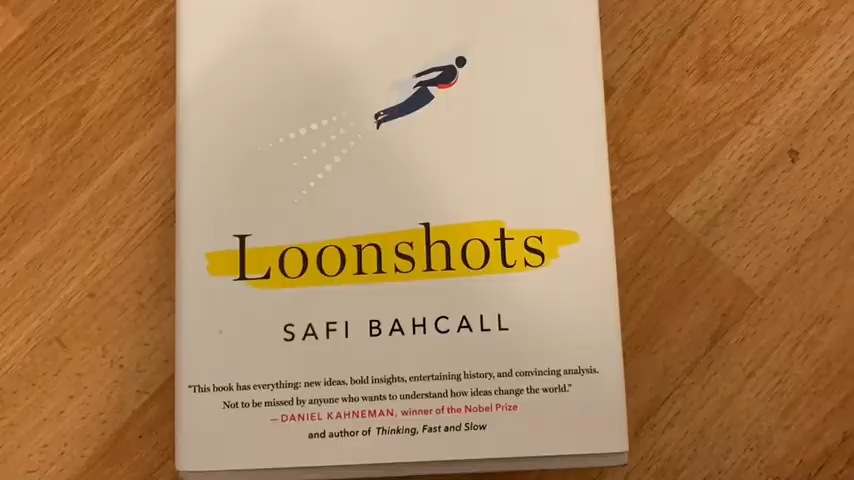 Loonshots
SAFI BAHCALL
"This book has everything: new ideas, bold insights, entertaining history, and convincing analysis.
Not to be missed by anyone who wants to understand how ideas change the world."
—DANIEL KAHNEMAN, winner of the Nobel Prize
and author of Thinking, Fast and Slow